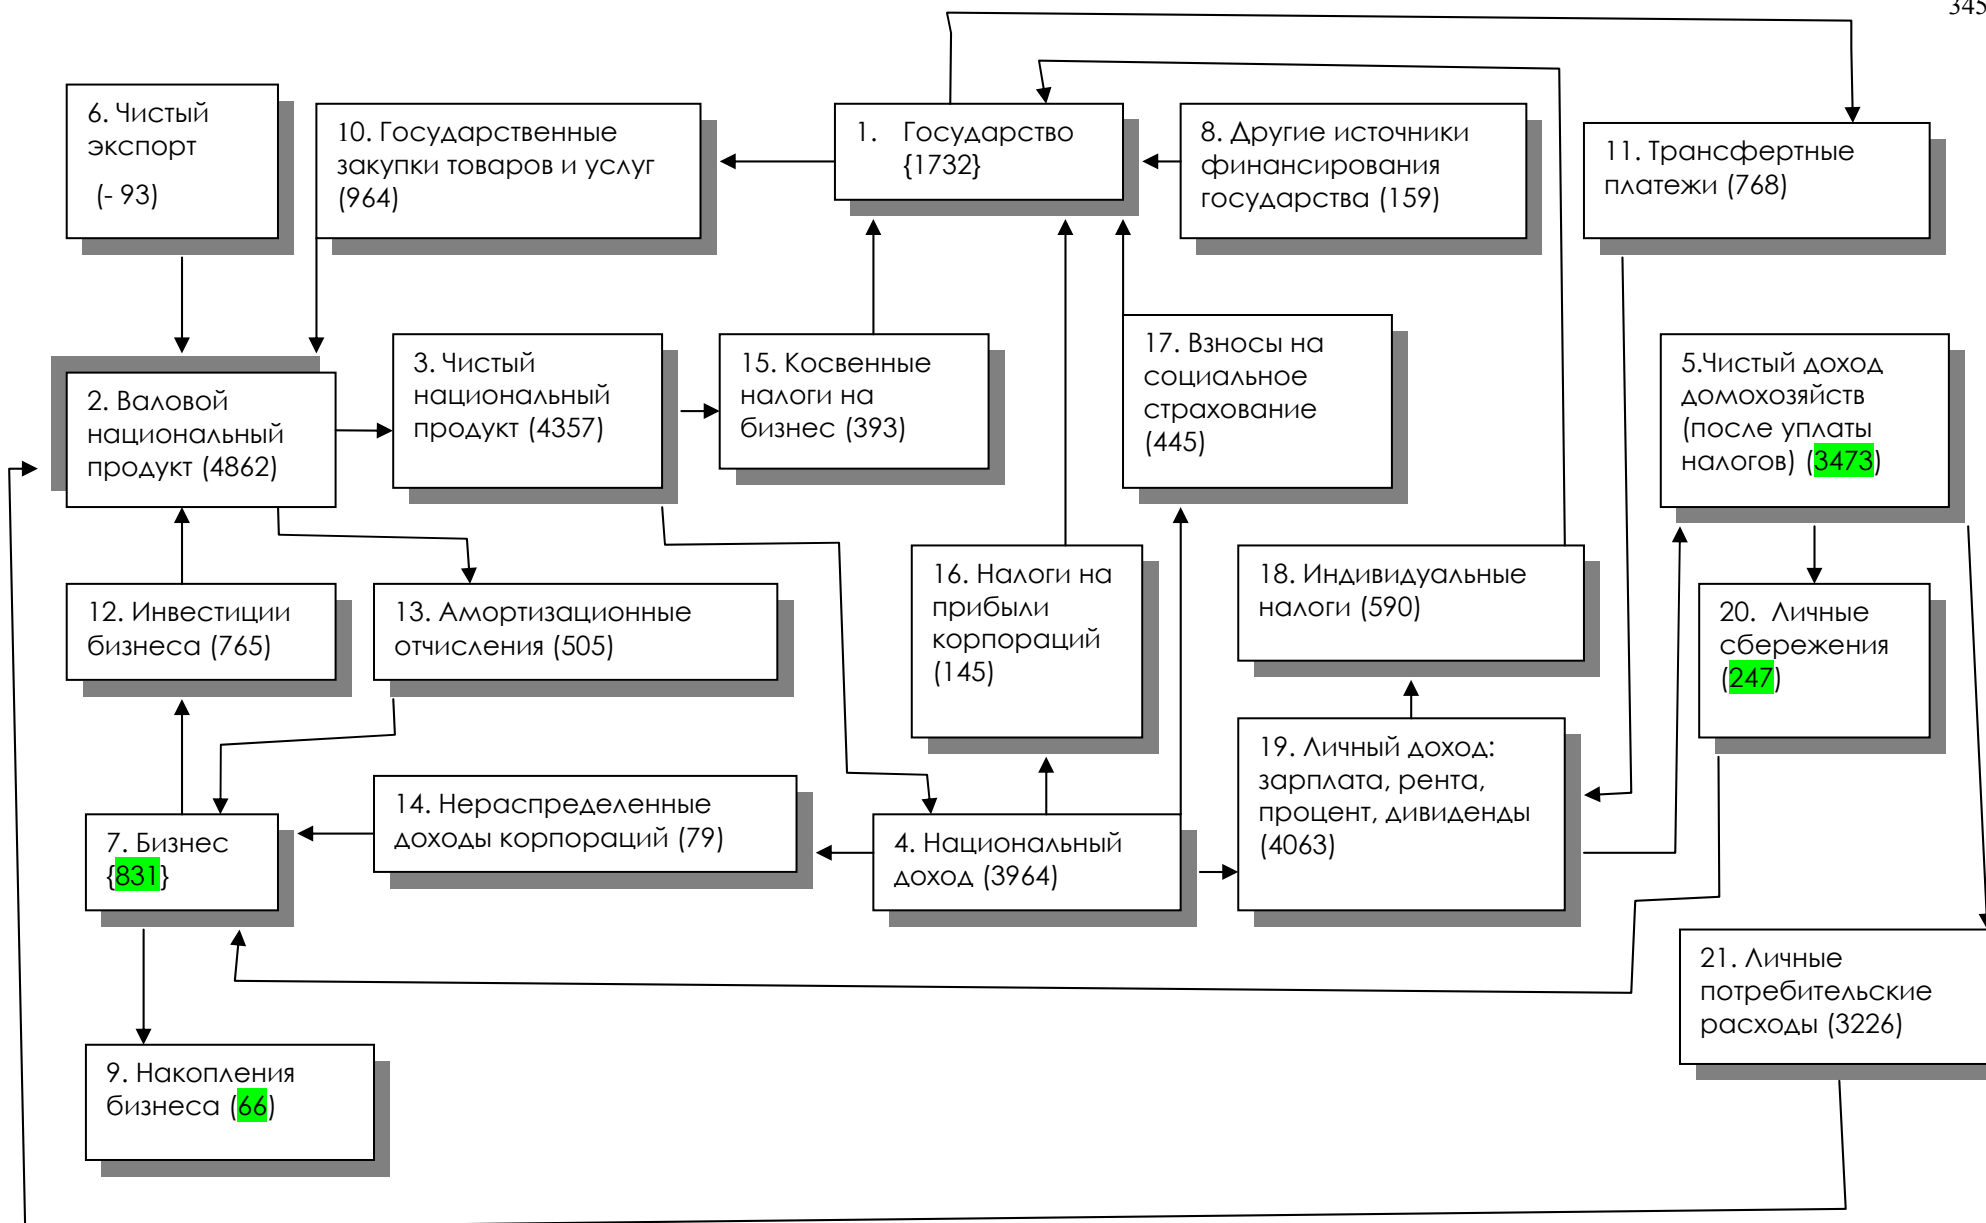 345
6. Чистый
экспорт
(- 93)
10. Государственные
закупки товаров и услуг
(964)
1. Государство
{1732}
8. Другие источники
финансирования
государства (159)
11. Трансфертные
платежи (768)
2. Валовой
национальный
продукт (4862)
3. Чистый
национальный
продукт (4357)
15. Косвенные
налоги на
бизнес (393)
17. Взносы на
социальное
страхование
(445)
5.Чистый доход
домохозяйств
(после уплаты
налогов) (3473)
12. Инвестиции
бизнеса (765)
13. Амортизационные
отчисления (505)
16. Налоги на
прибыли
корпораций
(145)
18. Индивидуальные
налоги (590)
20. Личные
сбережения
(247)
7. Бизнес
{831}
14. Нераспределенные
доходы корпораций (79)
4. Национальный
доход (3964)
19. Личный доход:
зарплата, рента,
процент, дивиденды
(4063)
21. Личные
потребительские
расходы (3226)
9. Накопления
бизнеса (66)